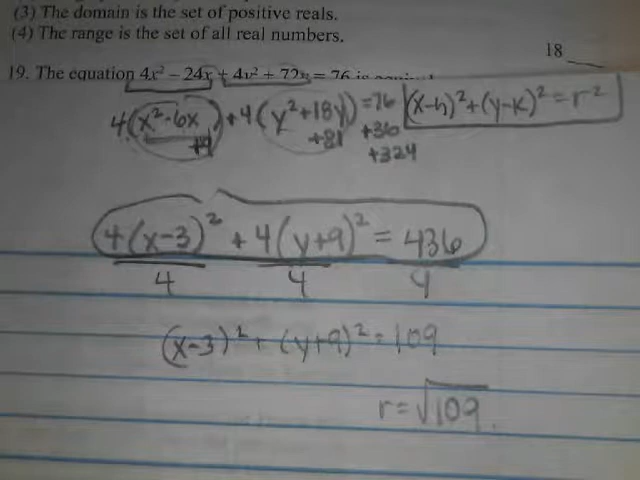 (3) The domain is the set of positive reals.
(4) The range is the set of all real numbers.
18
19. The equation 4x² − 24x + 4y² + 72y = 76 is
4(x²-6x +9) + 4(y²+18y +81) = 76 +36 +324
(x-h)²+(y-k)²=r²
4(x-3)² + 4(y+9)² = 436
4 4 4
(x-3)² + (y+9)² = 109
r=√109